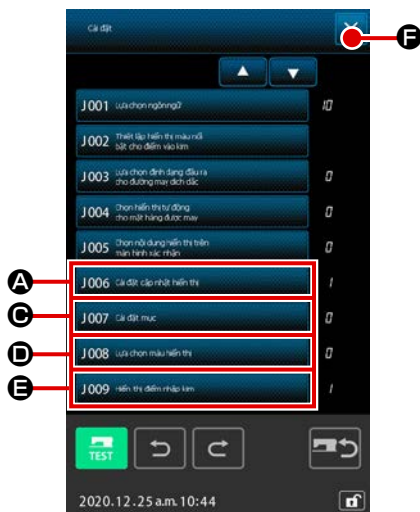 Cài đặt
F
J001 Lựa chọn ngôn ngữ 10
J002 Thiết lập hiển thị màu nổi
bật cho điểm vào kim
J003 Lựa chọn định dạng đầu ra
cho đường may dích dắc 0
J004 Chọn hiển thị tự động
cho mặt hàng được may 0
J005 Chọn nội dung hiển thị trên
màn hình xác nhận 0
A J006 Cài đặt cập nhật hiển thị 1
C J007 Cài đặt mục 0
D J008 Lựa chọn màu hiển thị 0
E J009 Hiển thị điểm nhập kim 1
TEST
2020.12.25 a.m. 10:44